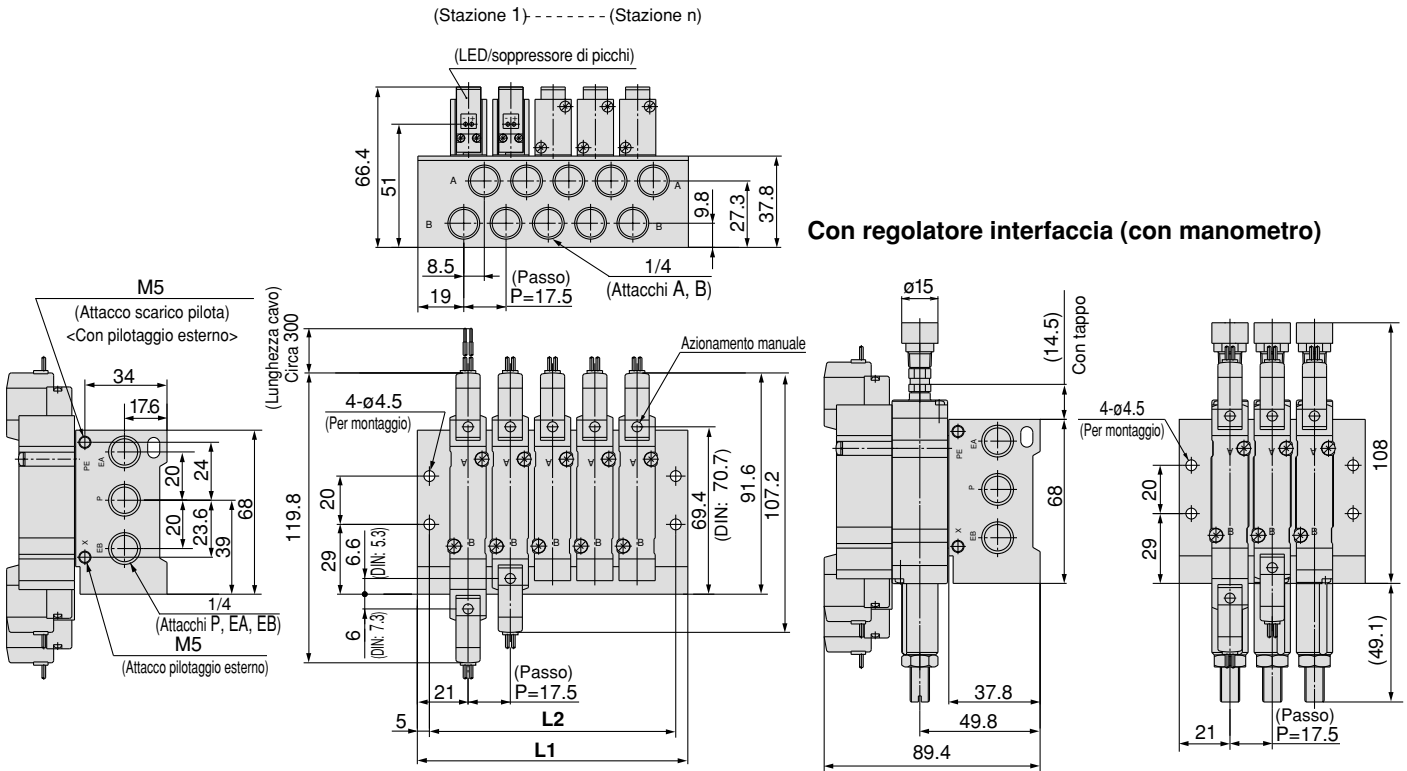 (Stazione 1)- - - - - - - (Stazione n)
(LED/soppressore di picchi)
66.4
51
A
A
B
B
9.8
27.3
37.8
8.5
19
(Passo)
P=17.5
1/4
(Attacchi A, B)
Con regolatore interfaccia (con manometro)
M5
(Attacco scarico pilota)
<Con pilotaggio esterno>
34
17.6
PE
EA
P
X
EB
20
24
20
23.6
39
68
1/4
(Attacchi P, EA, EB)
M5
(Attacco pilotaggio esterno)
(Lunghezza cavo)
Circa 300
Azionamento manuale
4-ø4.5
(Per montaggio)
119.8
20
29
6.6
(DIN: 5.3)
6
(DIN: 7.3)
A
A
A
A
A
B
B
B
B
B
69.4
(DIN: 70.7)
91.6
107.2
21
(Passo)
P=17.5
5
L2
L1
ø15
(14.5)
Con tappo
PE
EA
P
X
EB
68
37.8
49.8
89.4
4-ø4.5
(Per montaggio)
20
29
A
A
A
B
B
B
108
(49.1)
21
(Passo)
P=17.5